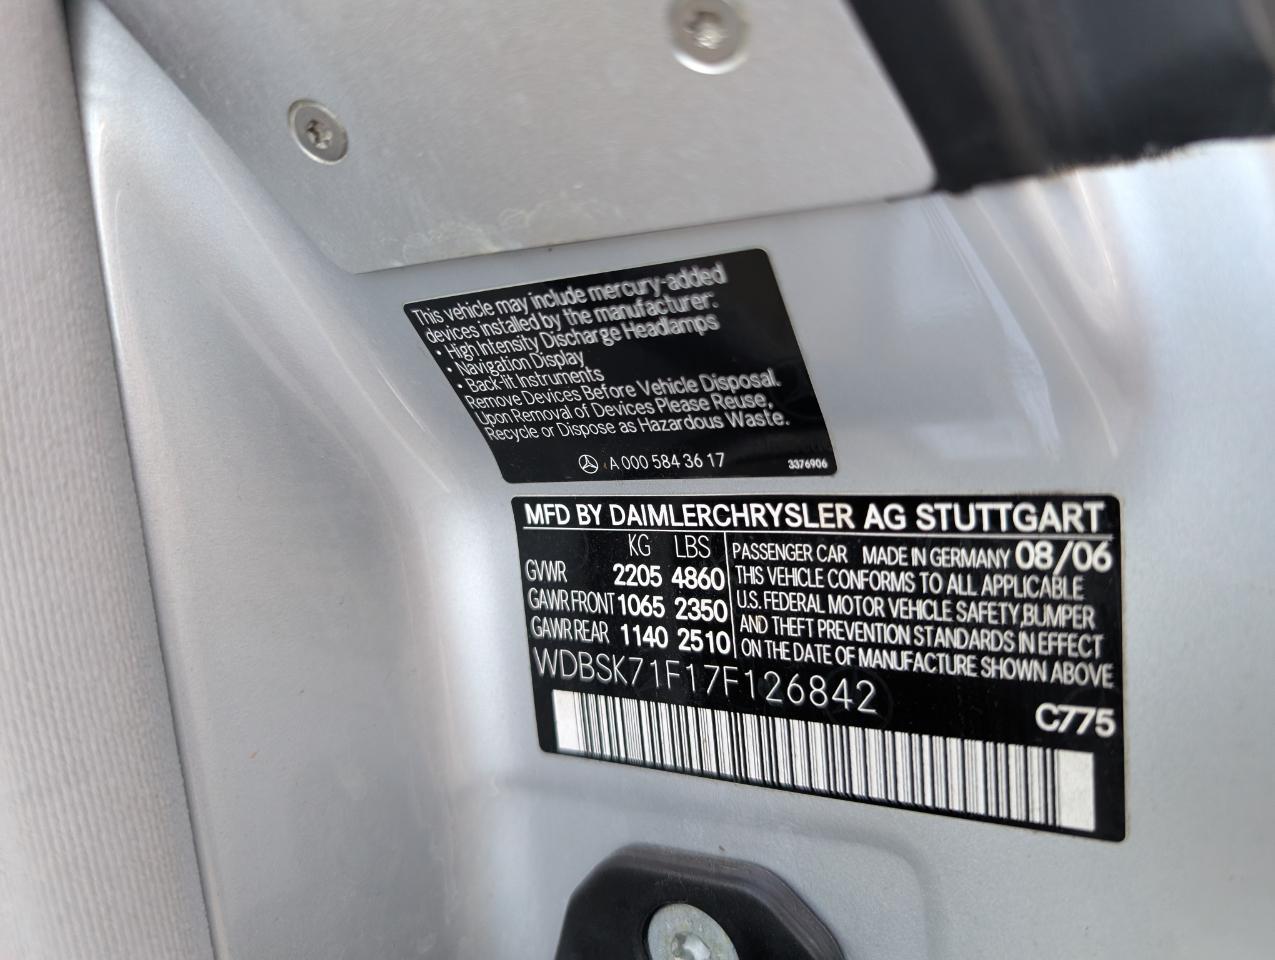 This vehicle may include mercury-added
devices installed by the manufacturer:
• High Intensity Discharge Headlamps
• Navigation Display
• Back-lit Instruments
Remove Devices Before Vehicle Disposal.
Upon Removal of Devices Please Reuse,
Recycle or Dispose as Hazardous Waste.
A 000 584 36 17 3376906
MFD BY DAIMLERCHRYSLER AG STUTTGART
KG LBS
GVWR 2205 4860
GAWR FRONT 1065 2350
GAWR REAR 1140 2510
PASSENGER CAR MADE IN GERMANY 08/06
THIS VEHICLE CONFORMS TO ALL APPLICABLE
U.S. FEDERAL MOTOR VEHICLE SAFETY,BUMPER
AND THEFT PREVENTION STANDARDS IN EFFECT
ON THE DATE OF MANUFACTURE SHOWN ABOVE
WDBSK71F17F126842
C775